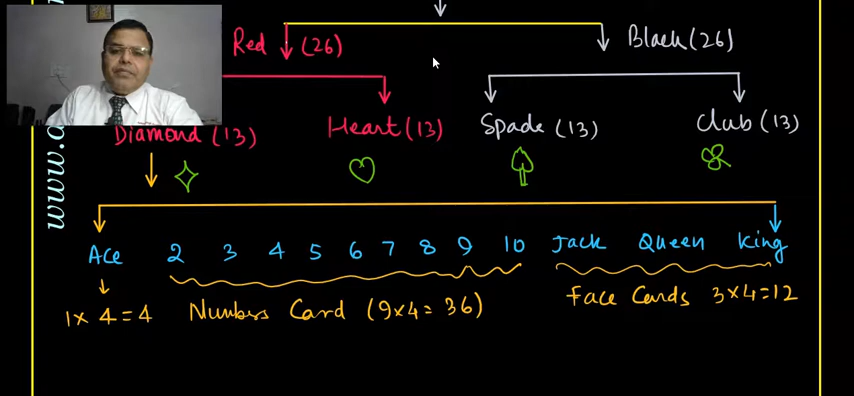 Red (26) Black (26)
Diamond (13) Heart (13) Spade (13) Club (13)
Ace 2 3 4 5 6 7 8 9 10 Jack Queen King
1 x 4 = 4 Numbers Card (9x4 = 36) Face Cards 3x4=12
www.